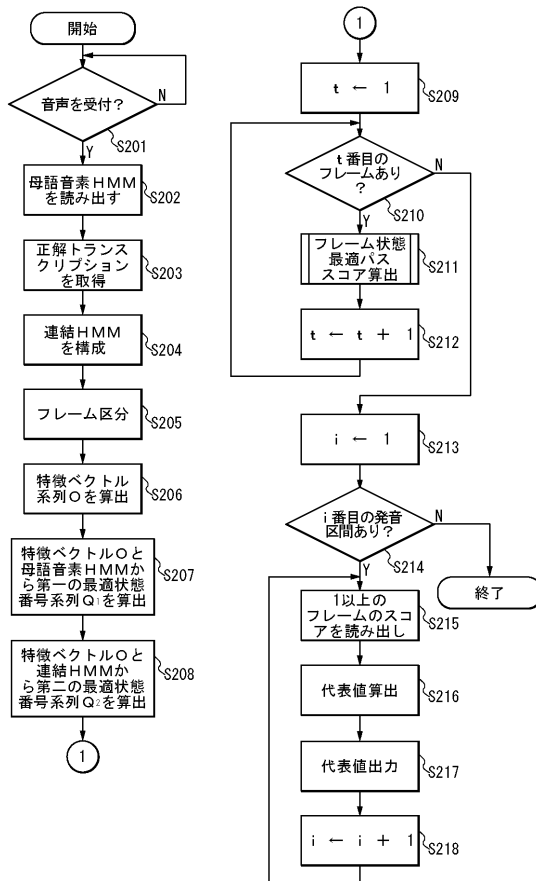 開始
音声を受付?
N
S201
Y
母語音素HMM
を読み出す
S202
正解トランス
クリプション
を取得
S203
連結HMM
を構成
S204
フレーム区分
S205
特徴ベクトル
系列Oを算出
S206
特徴ベクトルOと
母語音素HMMか
ら第一の最適状態
番号系列Q1を算出
S207
特徴ベクトルOと
連結HMMか
ら第二の最適状態
番号系列Q2を算出
S208
1
1
t ← 1
S209
t番目の
フレームあり
?
N
S210
Y
フレーム状態
最適パス
スコア算出
S211
t ← t + 1
S212
i ← 1
S213
i番目の発音
区間あり?
N
S214
Y
終了
1以上の
フレームのスコ
アを読み出し
S215
代表値算出
S216
代表値出力
S217
i ← i + 1
S218